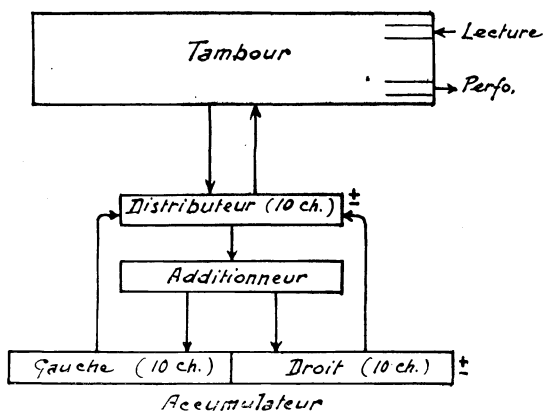 Lecture
Tambour
Perfo.
Distributeur (10 ch.) ±
Additionneur
Gauche (10 ch.) Droit (10 ch.) ±
Accumulateur